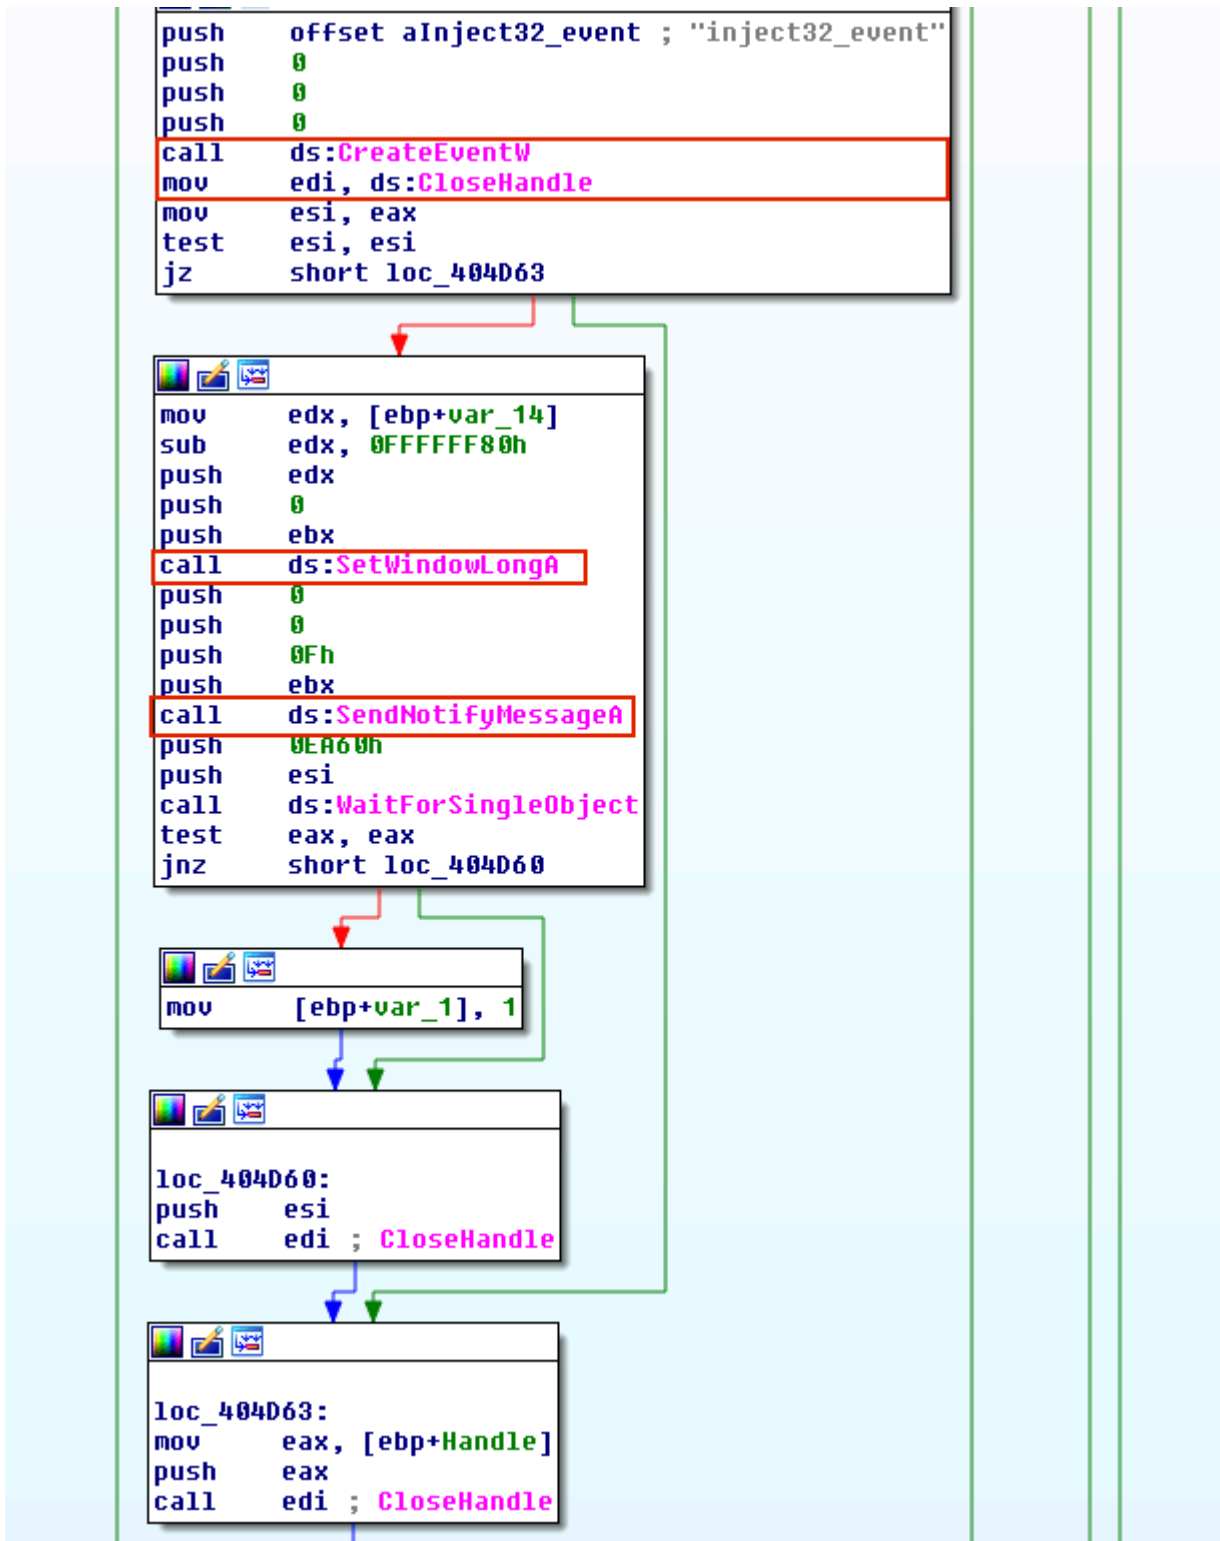 push offset aInject32_event ; "inject32_event"
push 0
push 0
push 0
call ds:CreateEventW
mov edi, ds:CloseHandle
mov esi, eax
test esi, esi
jz short loc_404D63
mov edx, [ebp+var_14]
sub edx, 0FFFFFF80h
push edx
push 0
push ebx
call ds:SetWindowLongA
push 0
push 0
push 0Fh
push ebx
call ds:SendNotifyMessageA
push 0EA60h
push esi
call ds:WaitForSingleObject
test eax, eax
jnz short loc_404D60
mov [ebp+var_1], 1
loc_404D60:
push esi
call edi ; CloseHandle
loc_404D63:
mov eax, [ebp+Handle]
push eax
call edi ; CloseHandle